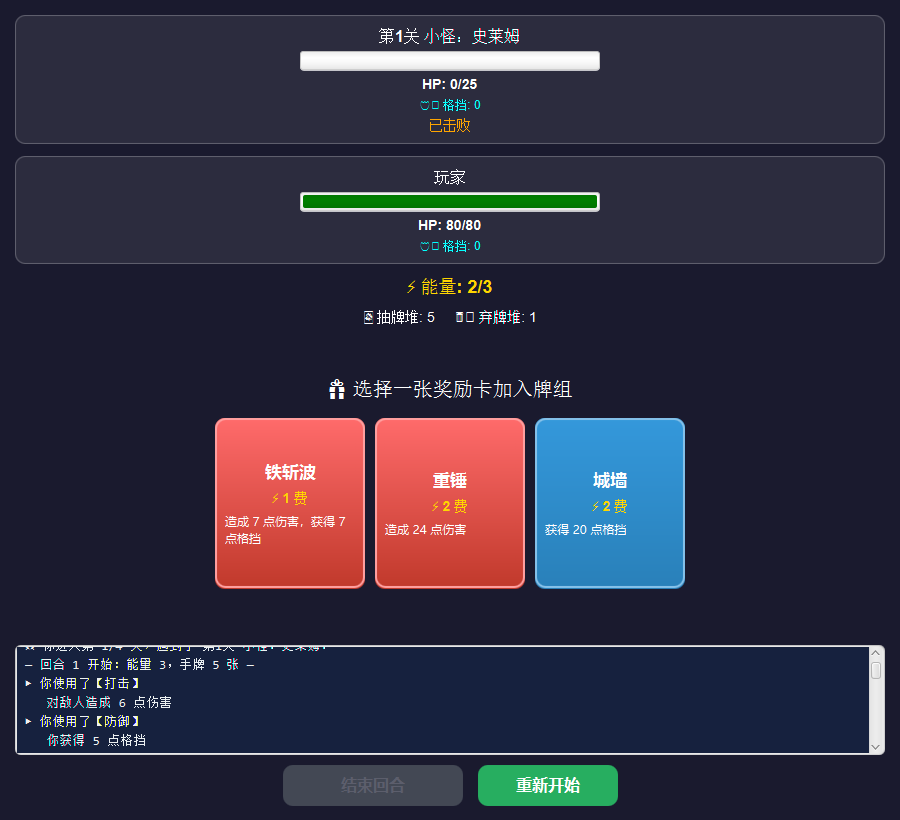 第1关 小怪：史莱姆
HP: 0/25
格挡: 0
已击败
玩家
HP: 80/80
格挡: 0
⚡ 能量: 2/3
抽牌堆: 5 弃牌堆: 1
选择一张奖励卡加入牌组
铁斩波
⚡1 费
造成 7 点伤害，获得 7
点格挡
重锤
⚡2 费
造成 24 点伤害
城墙
⚡2 费
获得 20 点格挡
— 回合 1 开始: 能量 3，手牌 5 张 —
▸ 你使用了【打击】
对敌人造成 6 点伤害
▸ 你使用了【防御】
你获得 5 点格挡
结束回合
重新开始